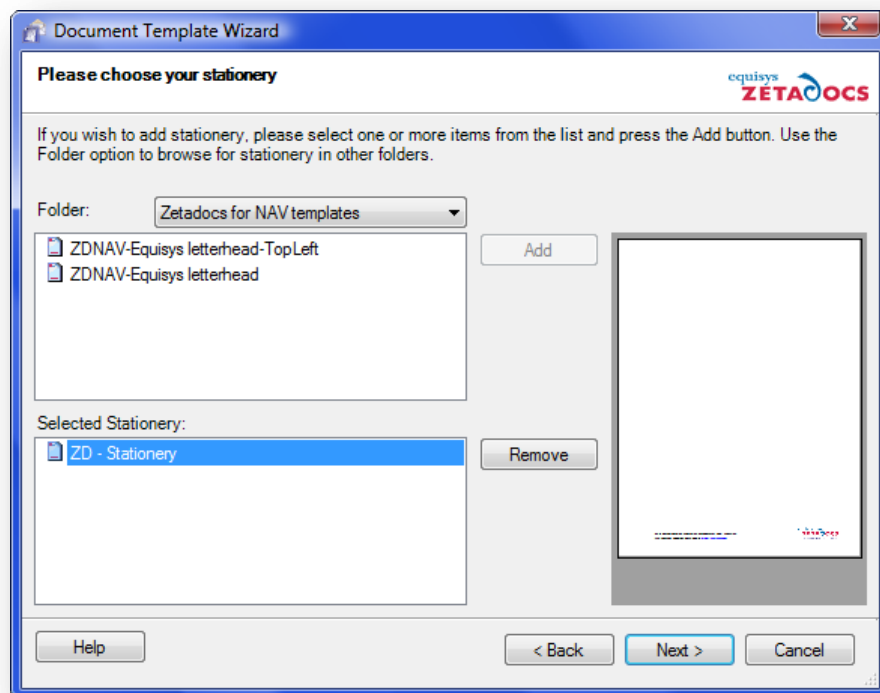 Document Template Wizard
X
Please choose your stationery
equisys
ZETADOCS
If you wish to add stationery, please select one or more items from the list and press the Add button. Use the
Folder option to browse for stationery in other folders.
Folder:
Zetadocs for NAV templates
ZDNAV-Equisys letterhead-TopLeft
ZDNAV-Equisys letterhead
Add
Selected Stationery:
ZD - Stationery
Remove
Help
< Back
Next >
Cancel